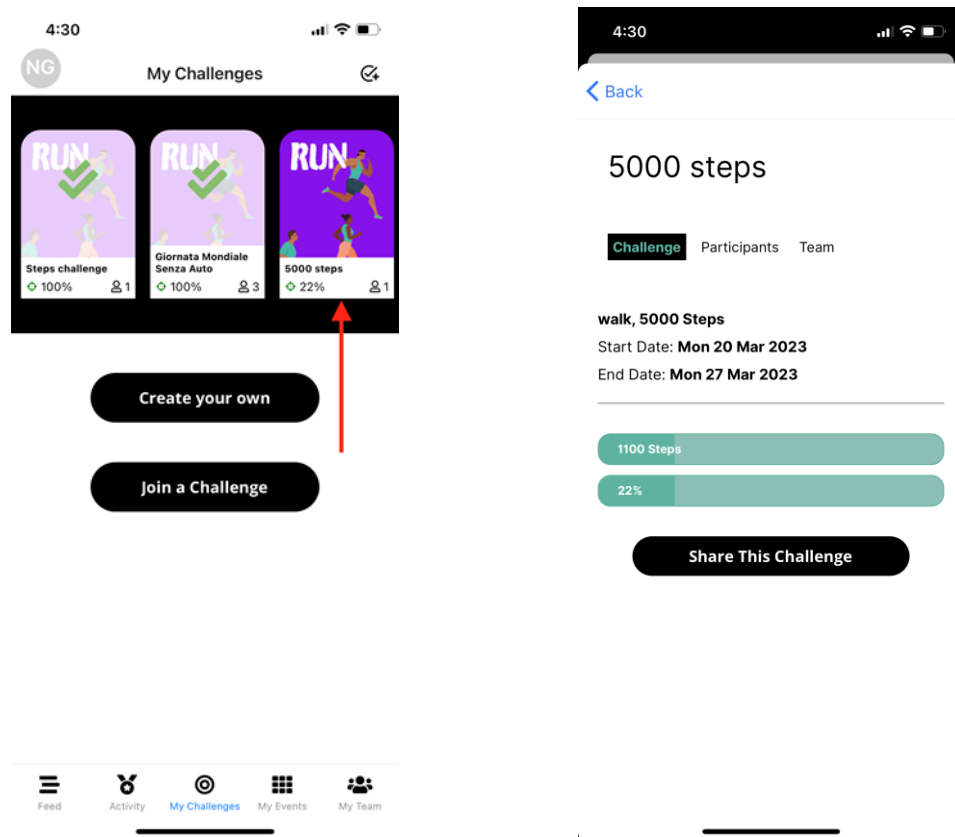 4:30
NG
My Challenges
RUN
RUN
RUN
Steps challenge
100%
1
Giornata Mondiale
Senza Auto
100%
3
5000 steps
22%
1
Create your own
Join a Challenge
Feed
Activity
My Challenges
My Events
My Team
4:30
Back
5000 steps
Challenge
Participants
Team
walk, 5000 Steps
Start Date: Mon 20 Mar 2023
End Date: Mon 27 Mar 2023
1100 Steps
22%
Share This Challenge